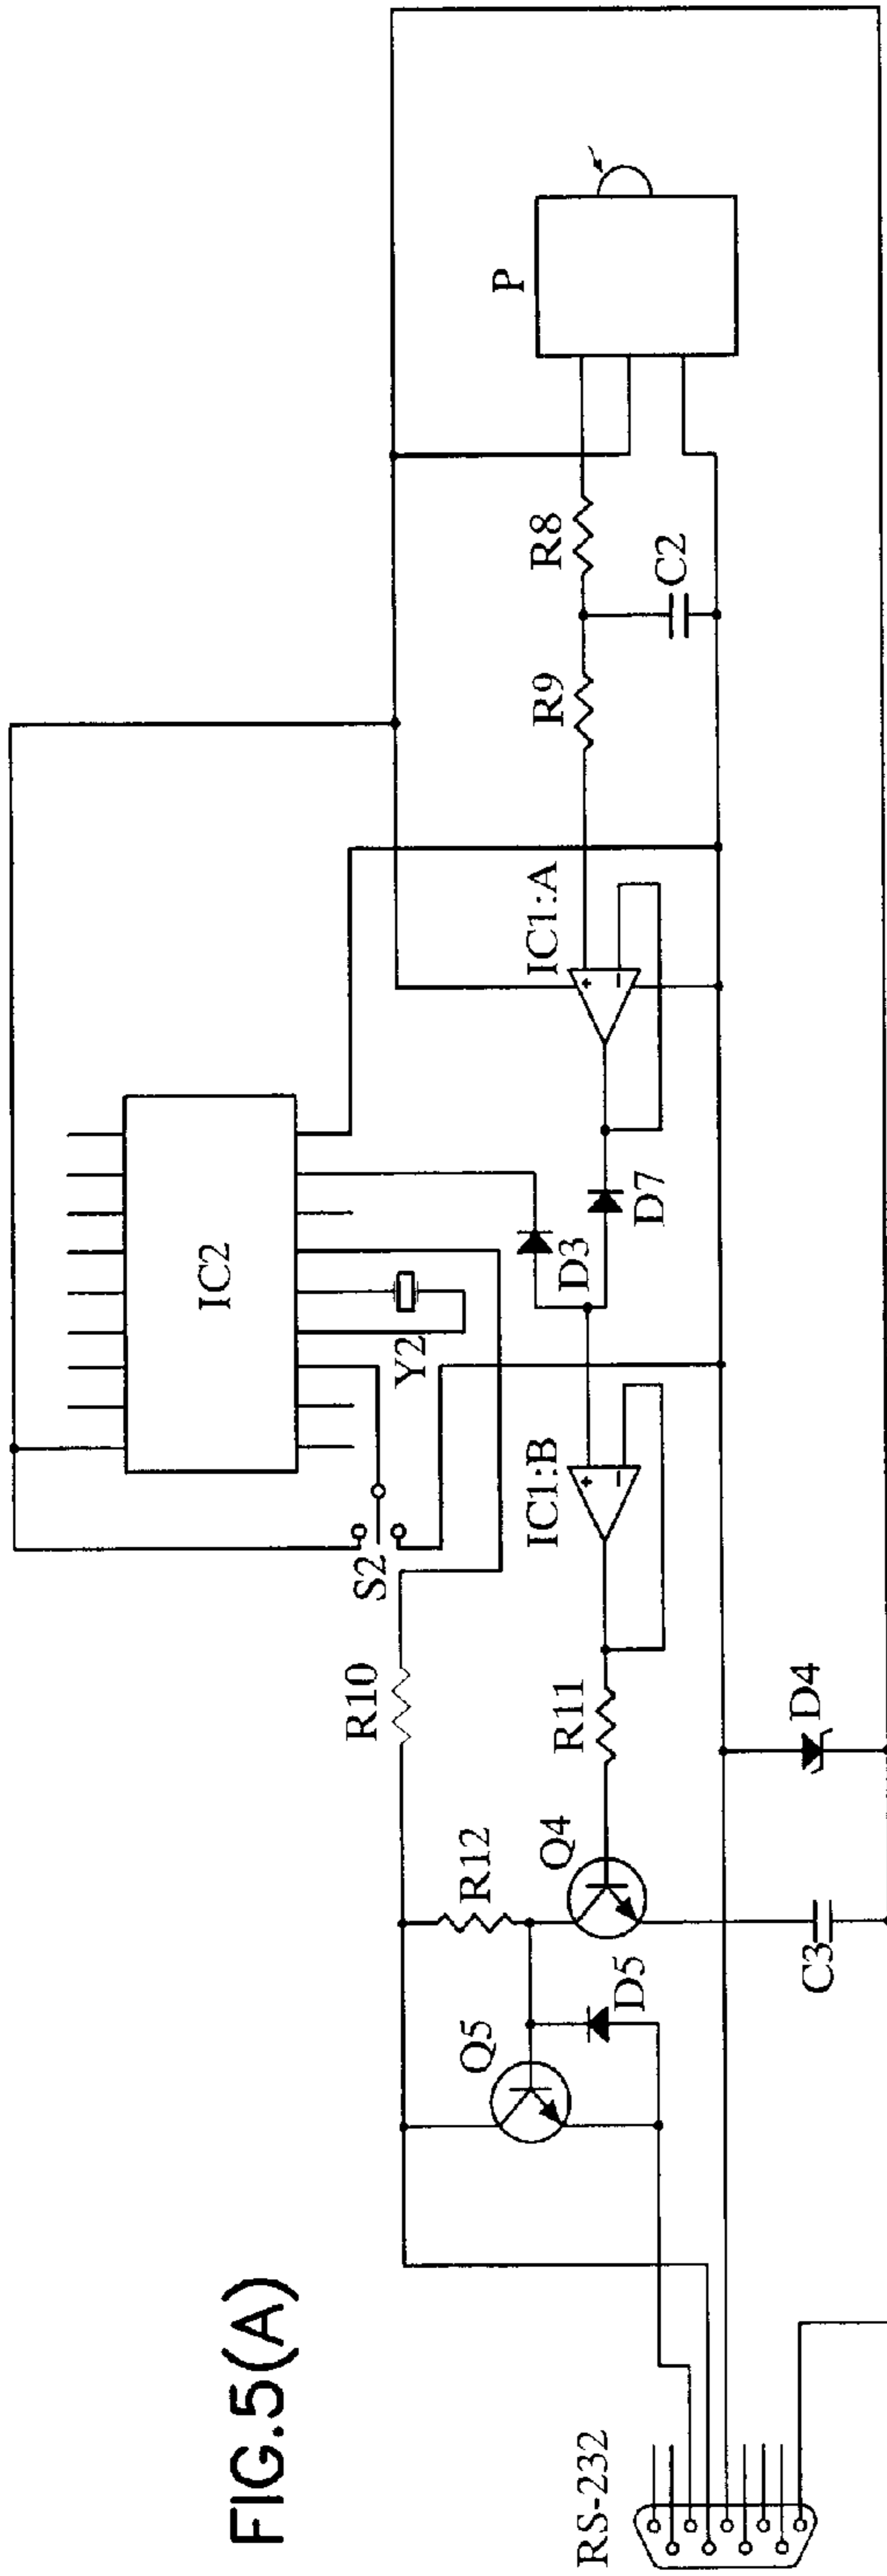 FIG.5(A)
RS-232
Q5
D5
R12
Q4
C3
R10
R11
D4
S2
Y2
IC2
IC1:B
+
−
D3
D7
IC1:A
+
−
R9
R8
C2
P